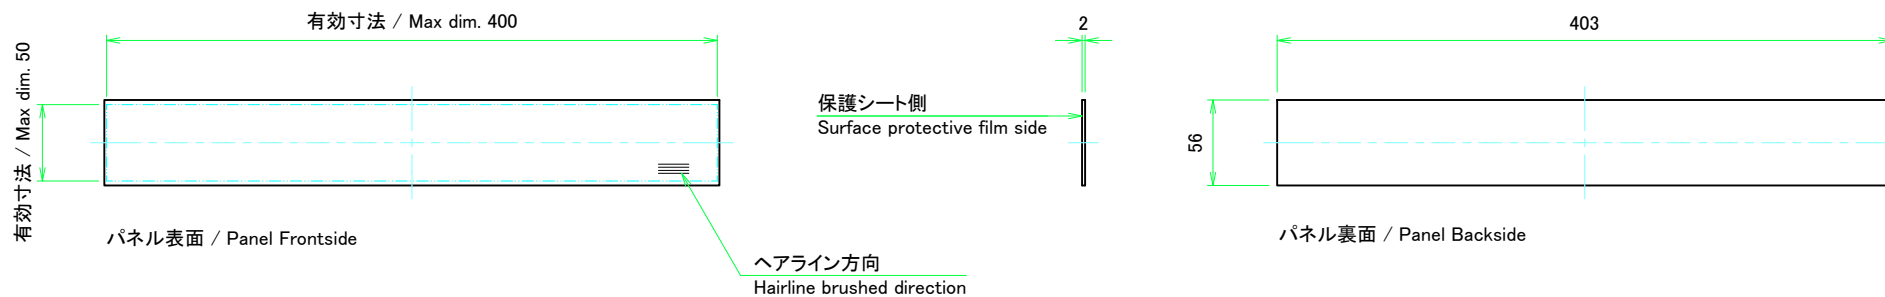 有効寸法 / Max dim. 400
有効寸法 / Max dim. 50
パネル表面 / Panel Frontside
ヘアライン方向
Hairline brushed direction
保護シート側
Surface protective film side
2
403
56
パネル裏面 / Panel Backside